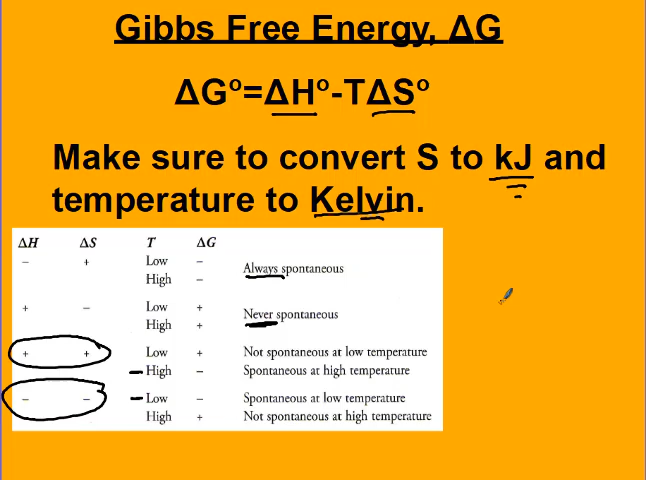 Gibbs Free Energy, ΔG
ΔGº=ΔHº-TΔSº
Make sure to convert S to kJ and
temperature to Kelvin.
ΔH ΔS T ΔG
− + Low − Always spontaneous
High −
+ − Low + Never spontaneous
High +
+ + Low + Not spontaneous at low temperature
High − Spontaneous at high temperature
− − Low − Spontaneous at low temperature
High + Not spontaneous at high temperature